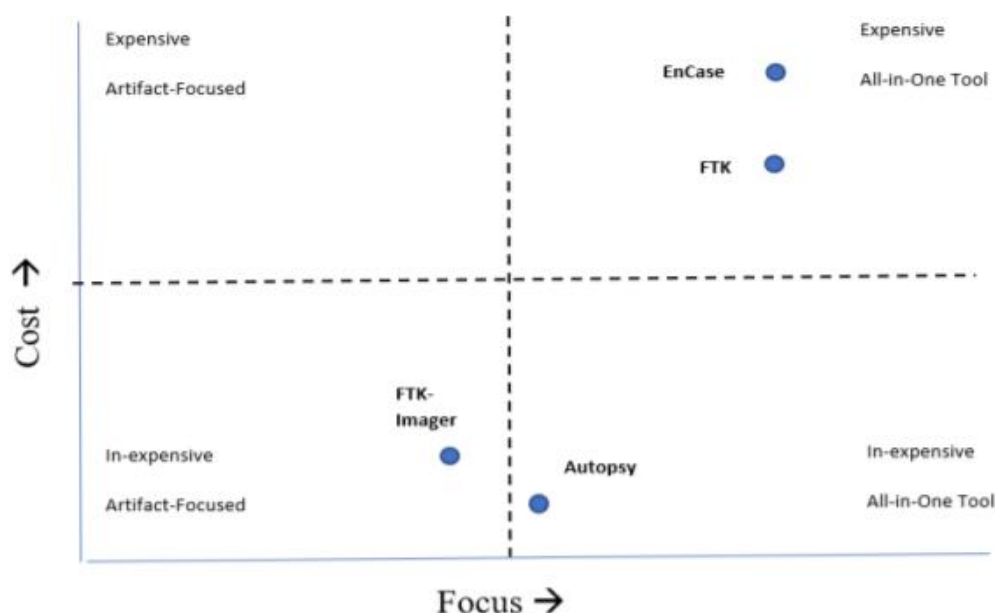 Expensive
Artifact-Focused
EnCase
Expensive
All-in-One Tool
FTK
Cost →
FTK-
Imager
In-expensive
Artifact-Focused
Autopsy
In-expensive
All-in-One Tool
Focus →